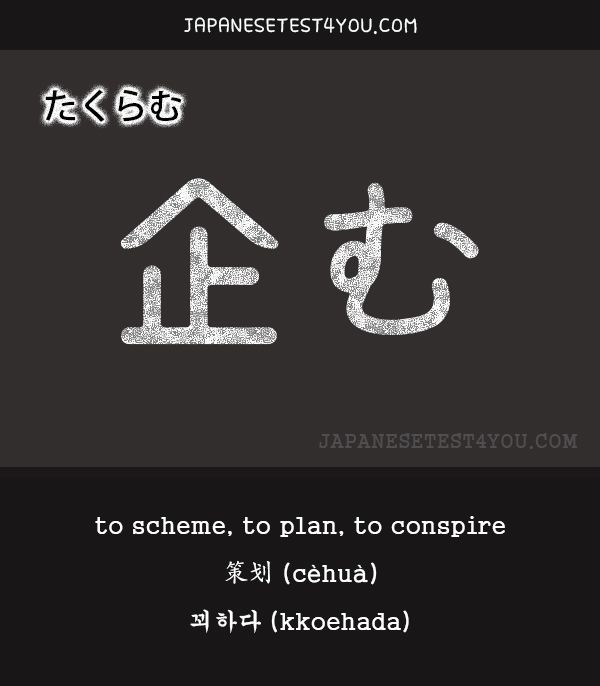 JAPANESETEST4YOU.COM
たくらむ
企む
JAPANESETEST4YOU.COM
to scheme, to plan, to conspire
策划 (cèhuà)
꾀하다 (kkoehada)